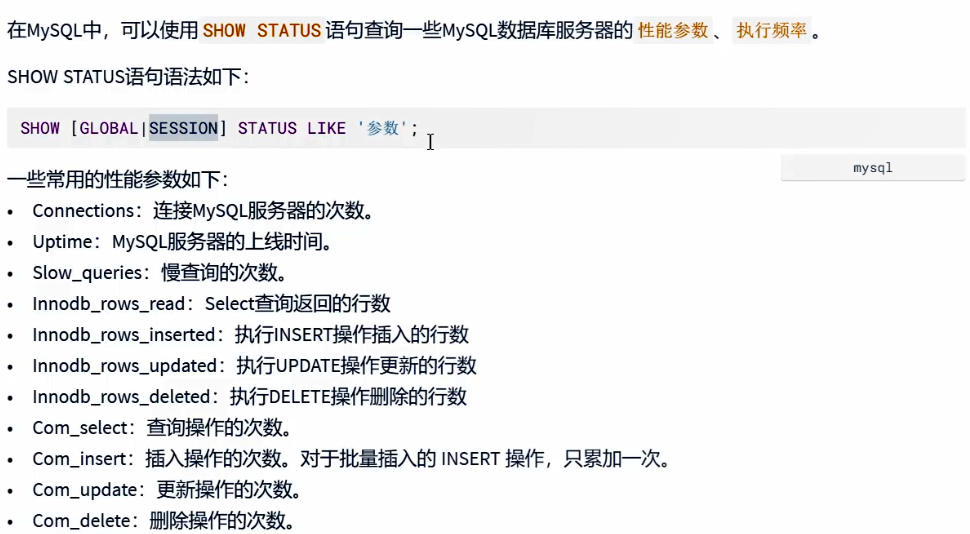 在MySQL中，可以使用 SHOW STATUS 语句查询一些MySQL数据库服务器的 性能参数 、 执行频率 。
SHOW STATUS语句语法如下：
SHOW [GLOBAL|SESSION] STATUS LIKE '参数';
mysql
一些常用的性能参数如下：
• Connections：连接MySQL服务器的次数。
• Uptime：MySQL服务器的上线时间。
• Slow_queries：慢查询的次数。
• Innodb_rows_read：Select查询返回的行数
• Innodb_rows_inserted：执行INSERT操作插入的行数
• Innodb_rows_updated：执行UPDATE操作更新的行数
• Innodb_rows_deleted：执行DELETE操作删除的行数
• Com_select：查询操作的次数。
• Com_insert：插入操作的次数。对于批量插入的 INSERT 操作，只累加一次。
• Com_update：更新操作的次数。
• Com_delete：删除操作的次数。